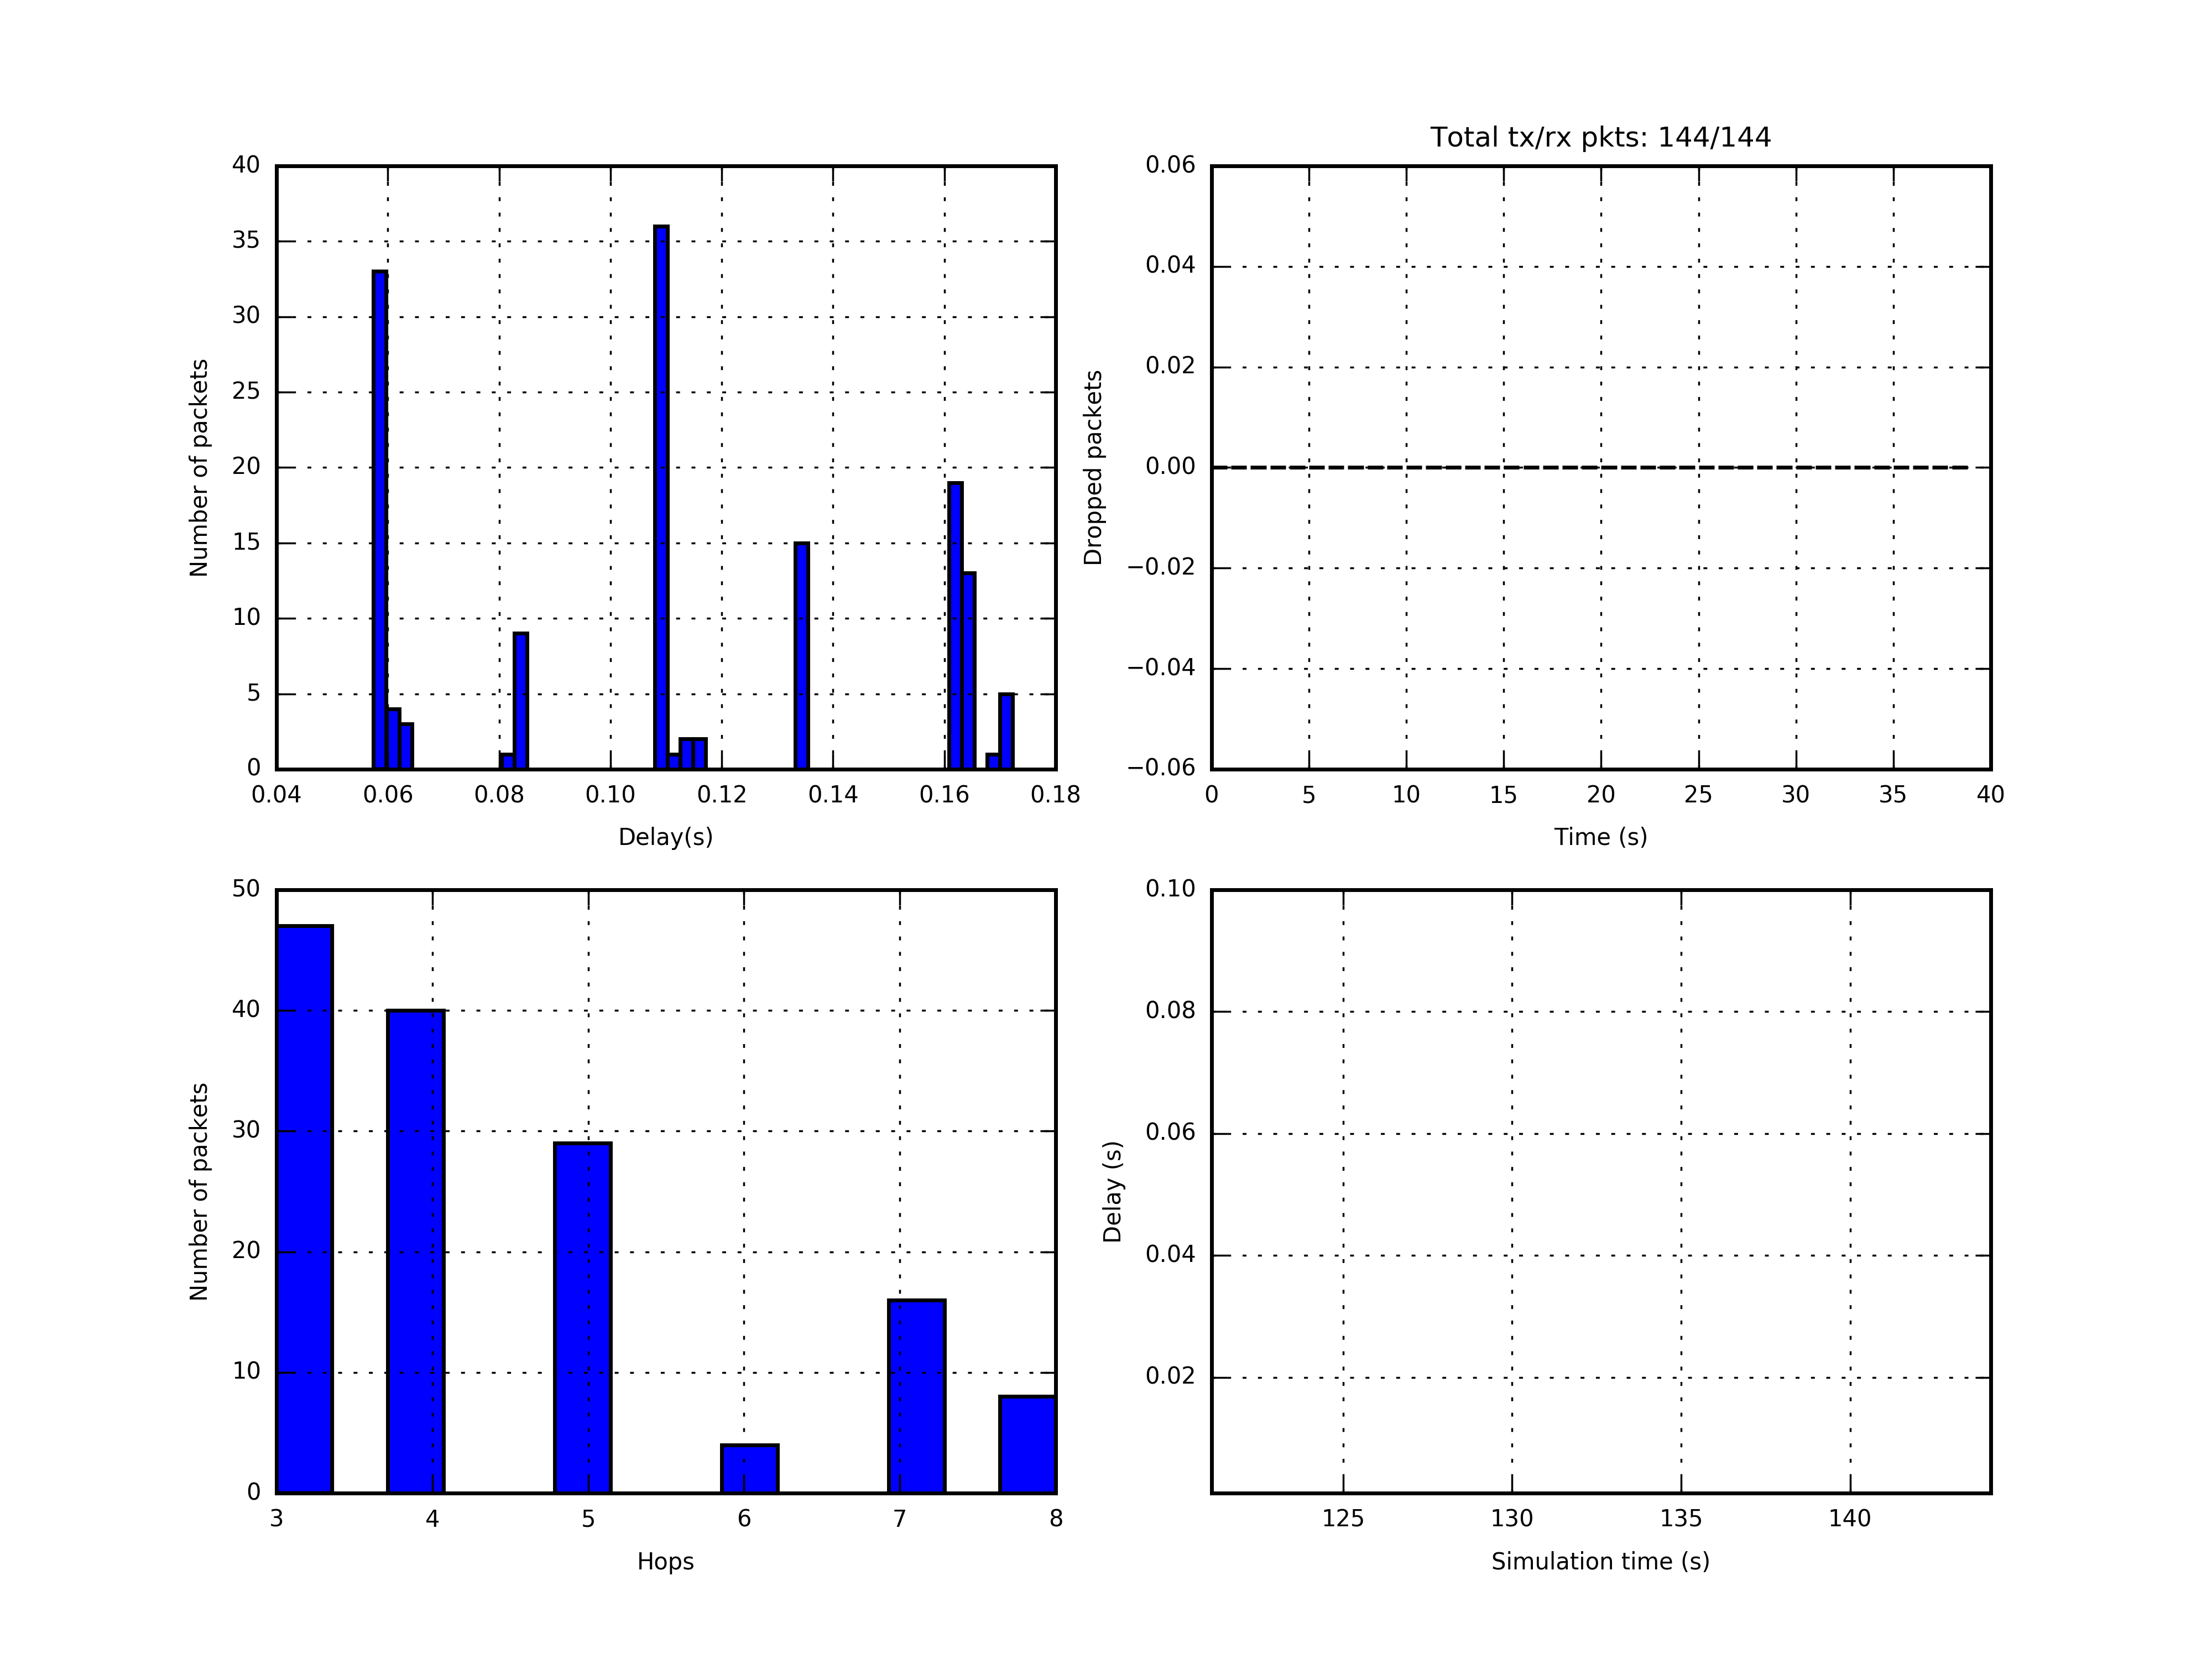 40
35
30
25
20
15
10
5
0
Number of packets
0.04 0.06 0.08 0.10 0.12 0.14 0.16 0.18
Delay(s)
Total tx/rx pkts: 144/144
0.06
0.04
0.02
0.00
−0.02
−0.04
−0.06
Dropped packets
0 5 10 15 20 25 30 35 40
Time (s)
50
40
30
20
10
0
Number of packets
3 4 5 6 7 8
Hops
0.10
0.08
0.06
0.04
0.02
Delay (s)
125 130 135 140
Simulation time (s)